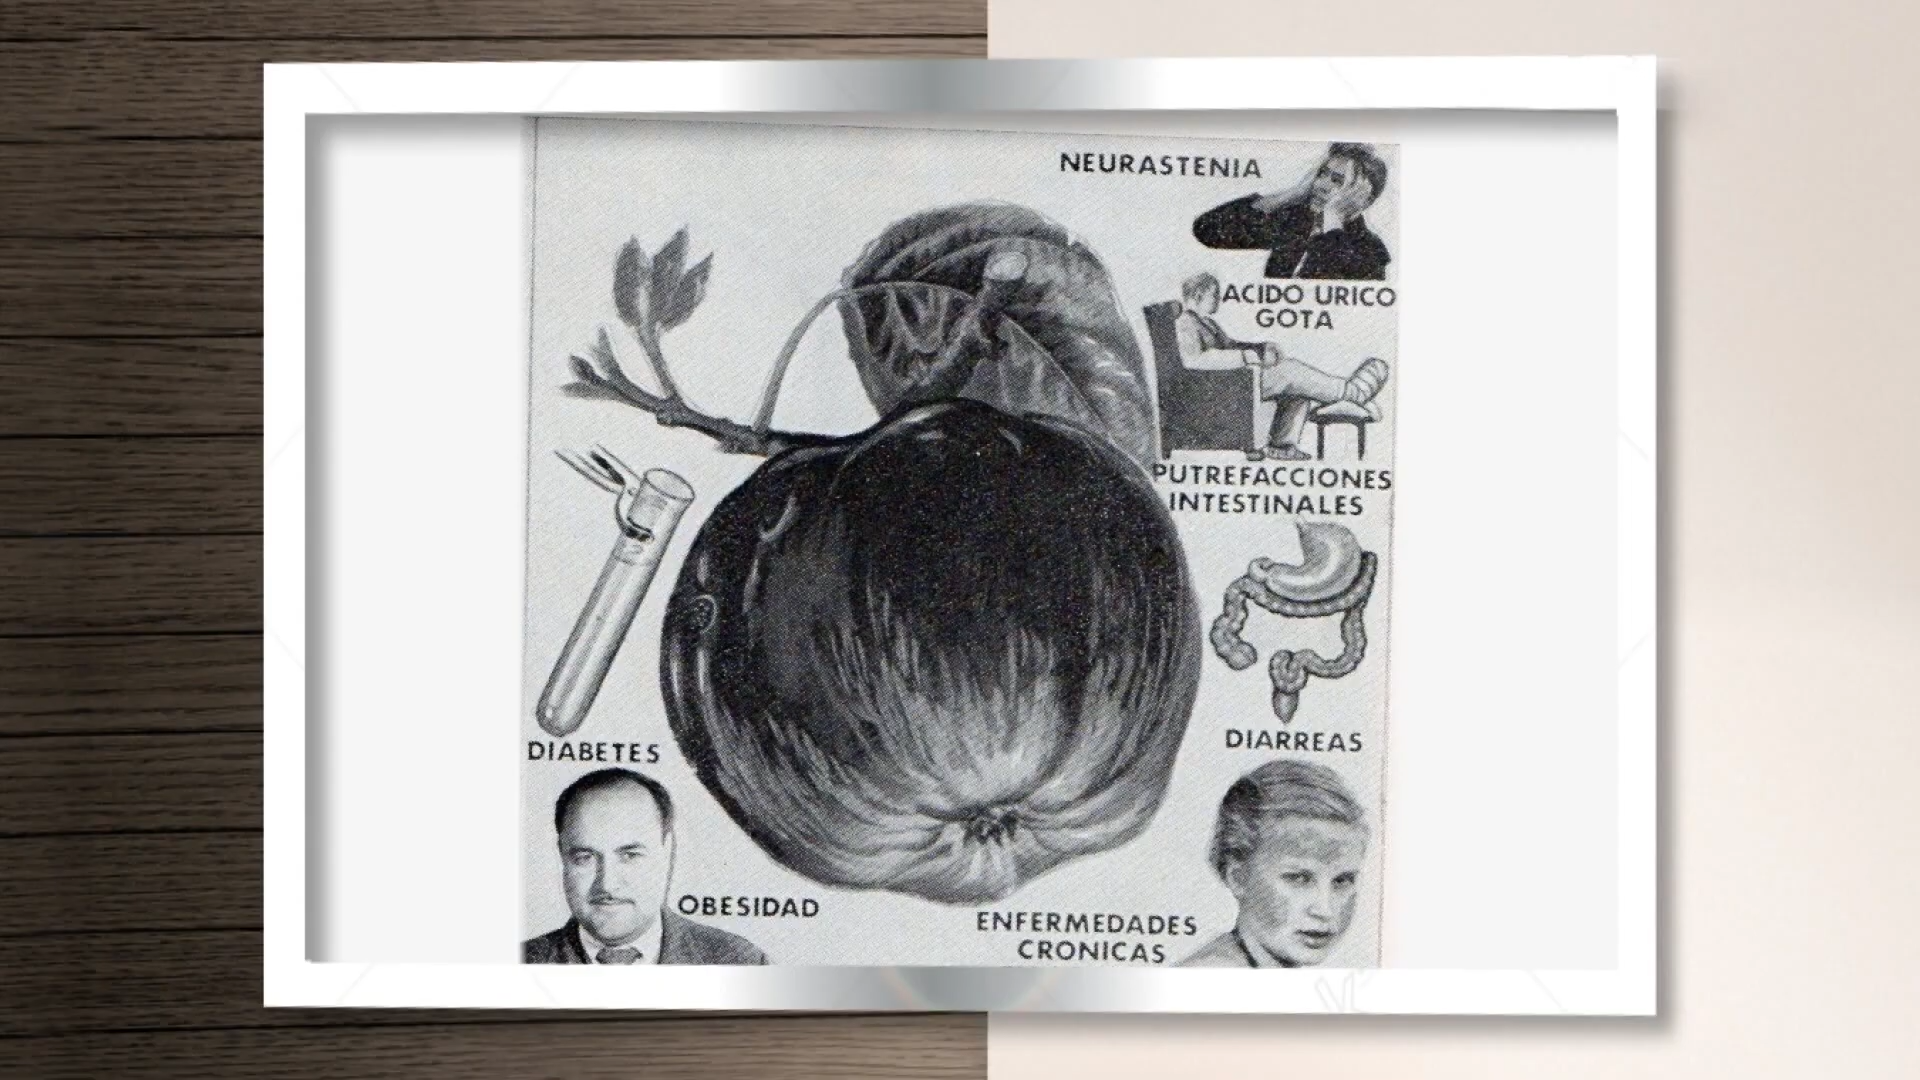 NEURASTENIA
ACIDO URICO
GOTA
PUTREFACCIONES
INTESTINALES
DIABETES
DIARREAS
OBESIDAD
ENFERMEDADES
CRONICAS